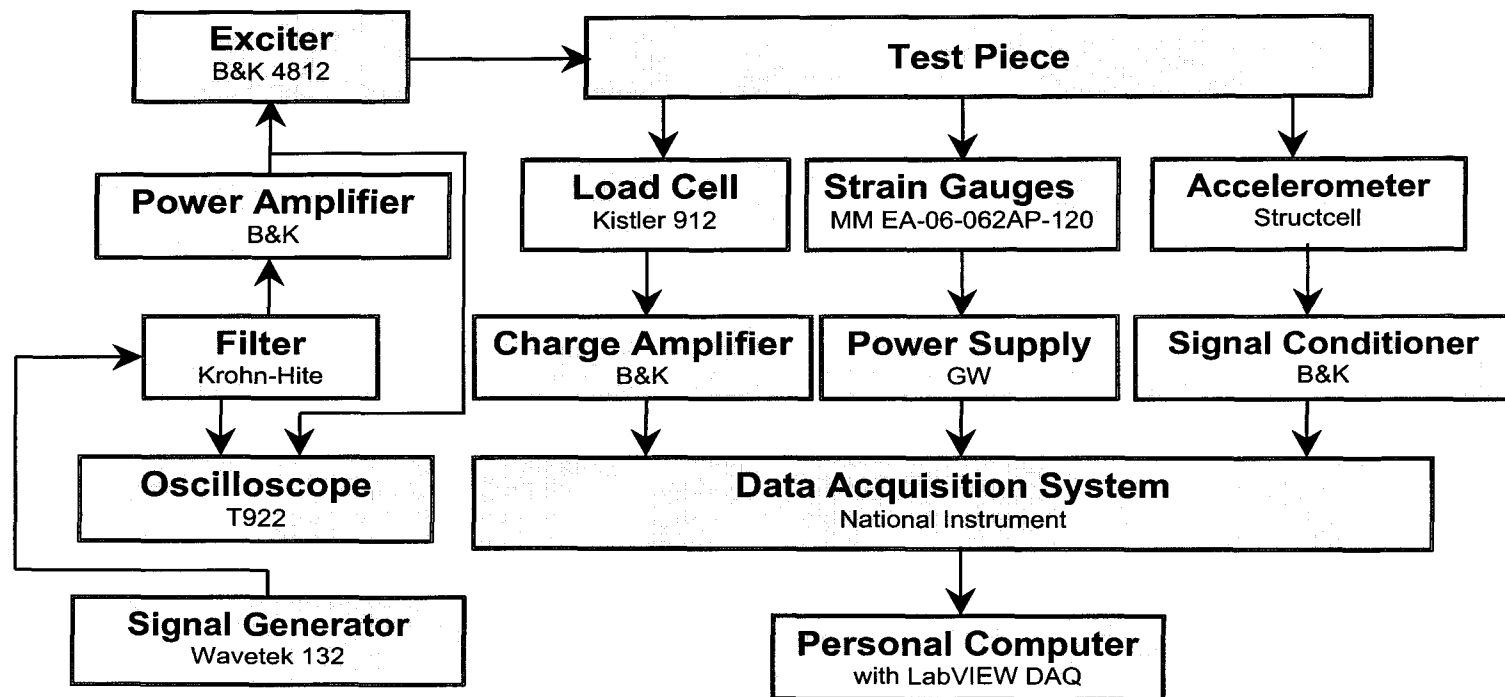 Exciter
B&K 4812
Test Piece
Power Amplifier
B&K
Load Cell
Kistler 912
Strain Gauges
MM EA-06-062AP-120
Accelerometer
Structcell
Filter
Krohn-Hite
Charge Amplifier
B&K
Power Supply
GW
Signal Conditioner
B&K
Oscilloscope
T922
Data Acquisition System
National Instrument
Signal Generator
Wavetek 132
Personal Computer
with LabVIEW DAQ